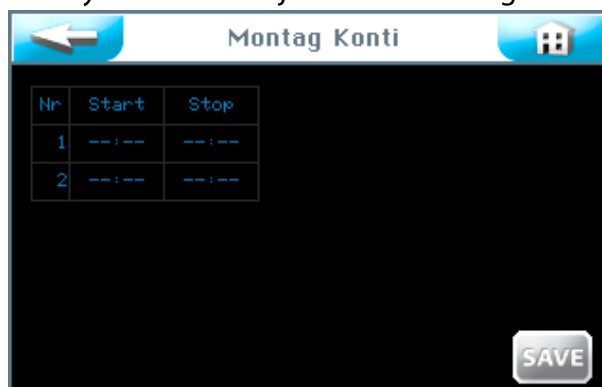 Montag Konti
Nr Start Stop
1 --:-- --:--
2 --:-- --:--
SAVE